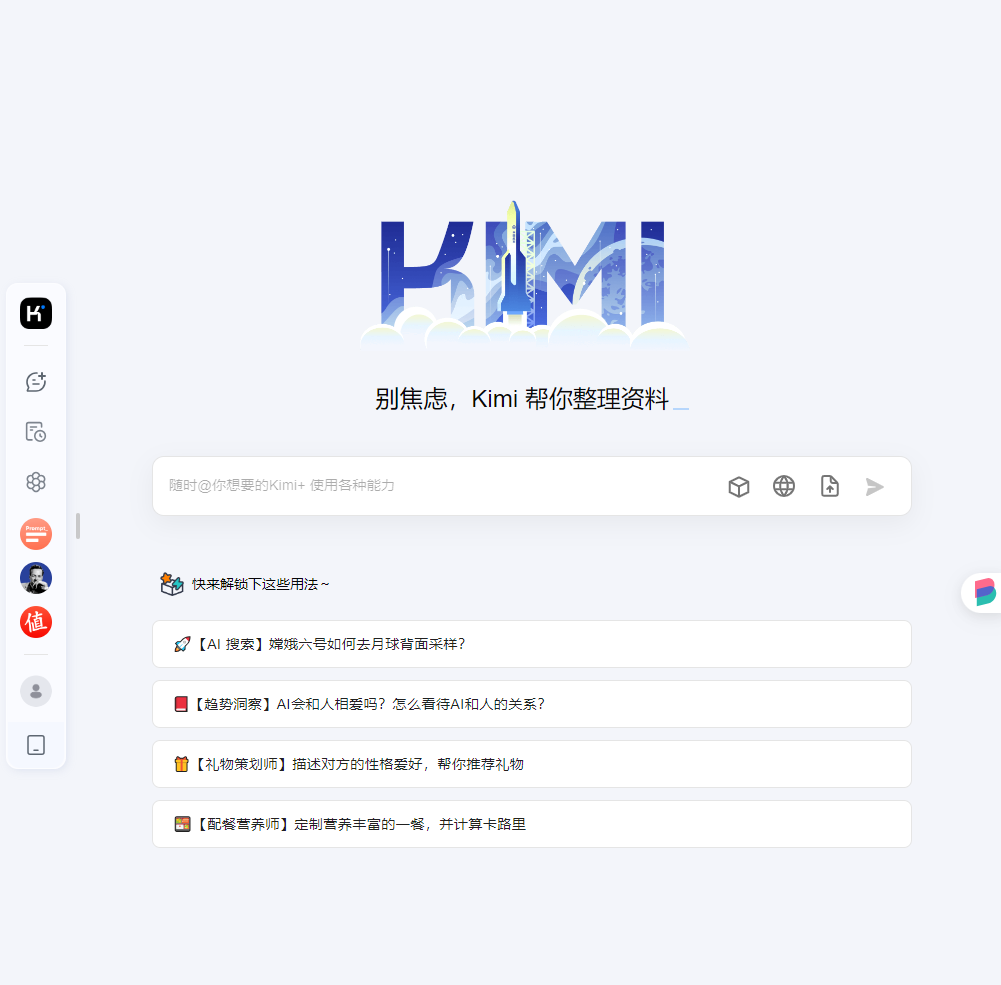 KIMI
别焦虑，Kimi 帮你整理资料
随时@你想要的Kimi+ 使用各种能力
Prompt_
值
快来解锁下这些用法～
【AI 搜索】嫦娥六号如何去月球背面采样？
【趋势洞察】AI会和人相爱吗？怎么看待AI和人的关系？
【礼物策划师】描述对方的性格爱好，帮你推荐礼物
【配餐营养师】定制营养丰富的一餐，并计算卡路里